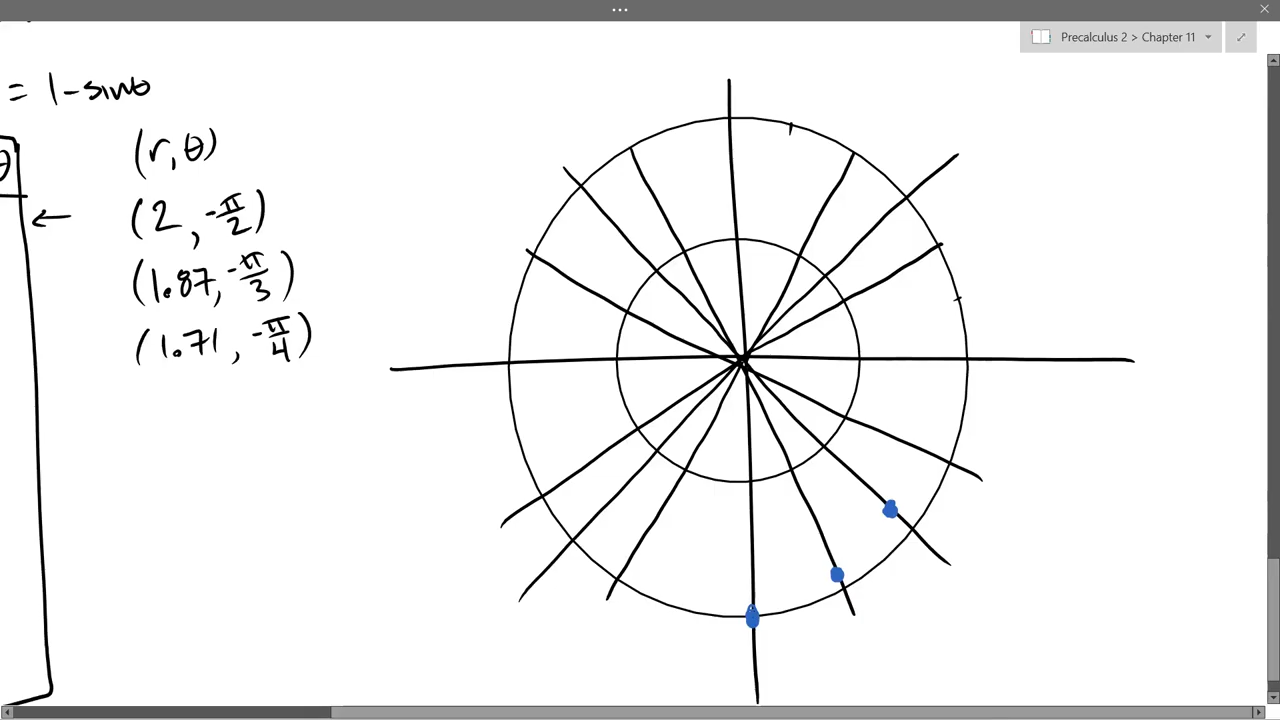 Precalculus 2 > Chapter 11
= 1-sinθ
(r, θ)
θ
← (2, -π/2)
(1.87, -π/3)
(1.71, -π/4)